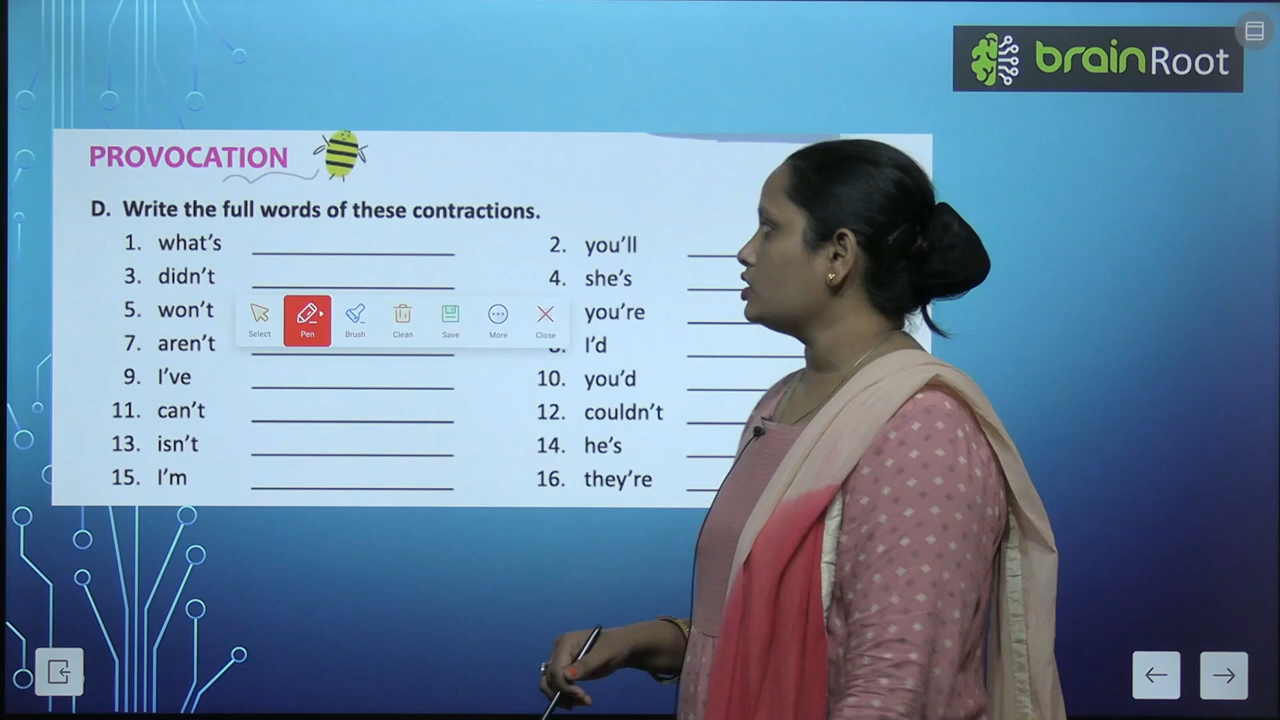 brainRoot
PROVOCATION
D. Write the full words of these contractions.
1. what's 2. you'll
3. didn't 4. she's
5. won't you're
Select Pen Brush Clean Save More Close
7. aren't I'd
9. I've 10. you'd
11. can't 12. couldn't
13. isn't 14. he's
15. I'm 16. they're